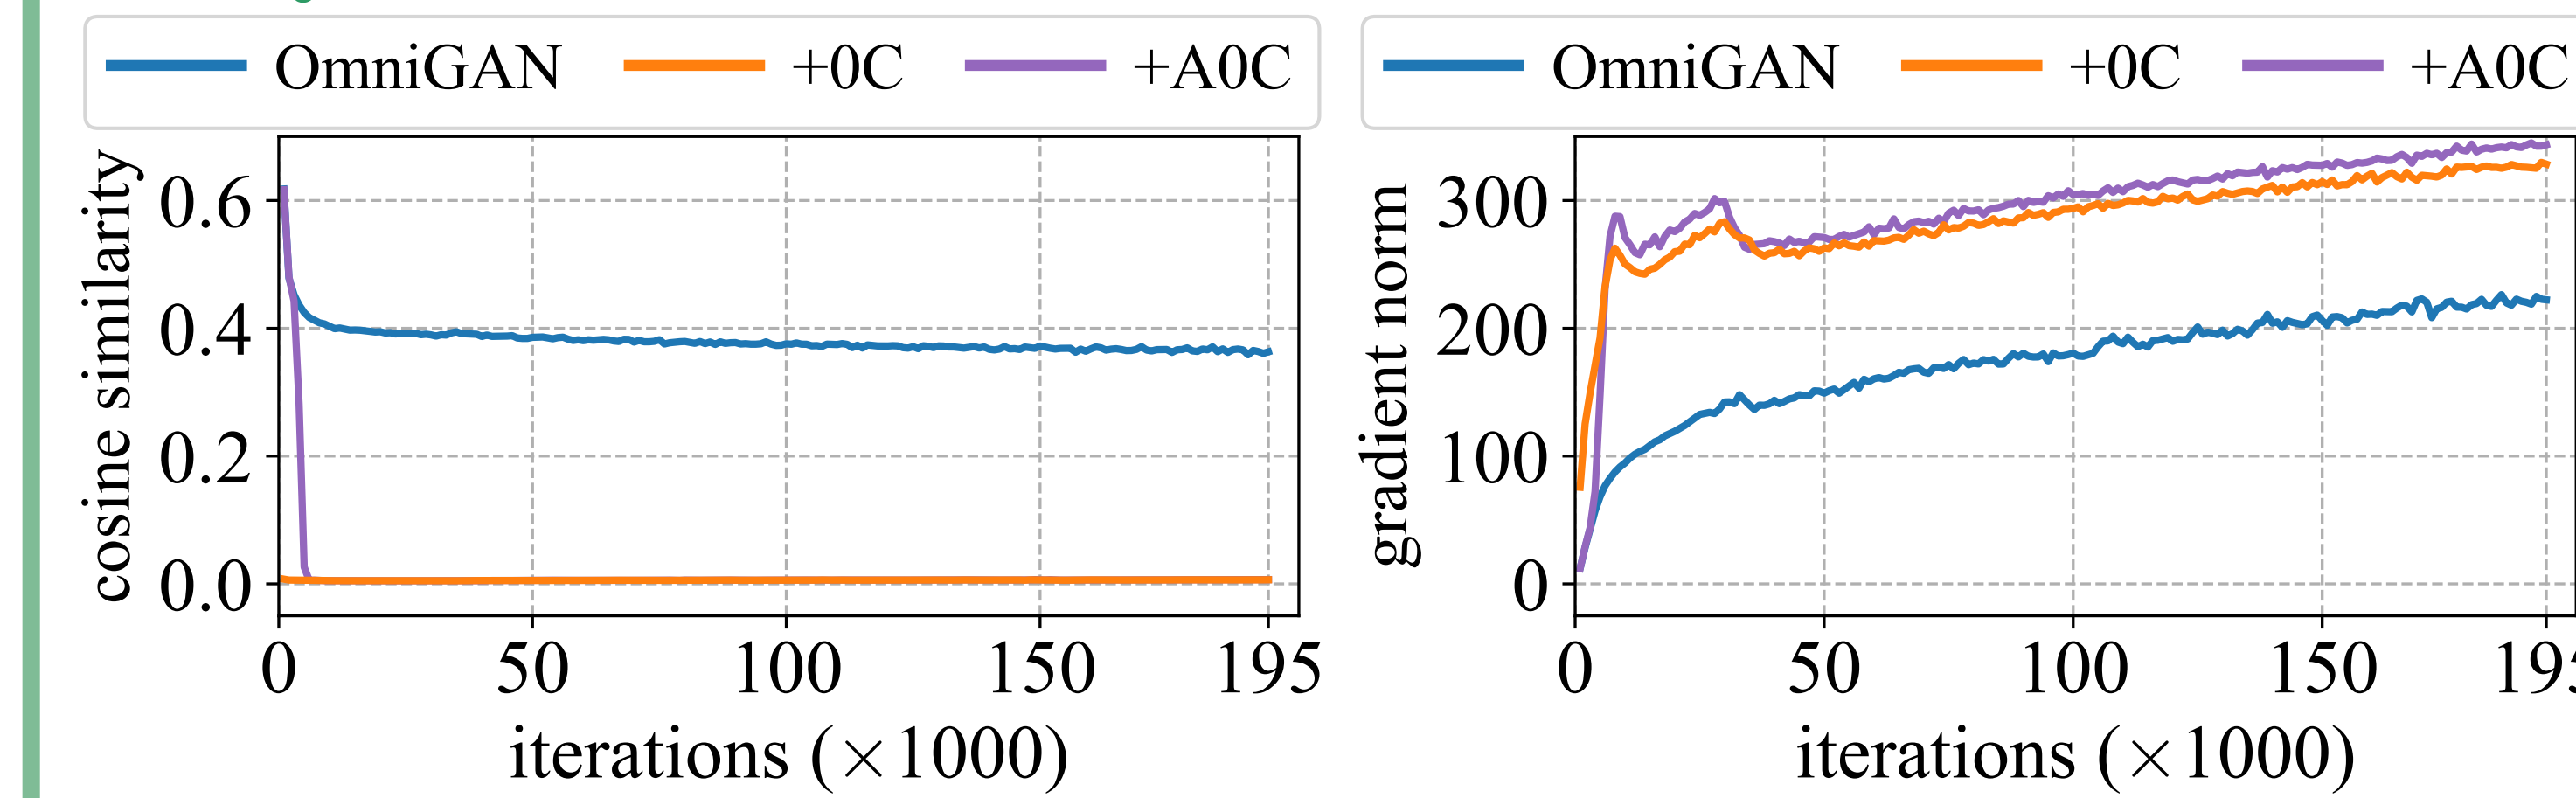 OmniGAN +0C +A0C
cosine similarity
0.6
0.4
0.2
0.0
0 50 100 150 195
iterations (×1000)
OmniGAN +0C +A0C
gradient norm
300
200
100
0
0 50 100 150 19
iterations (×1000)